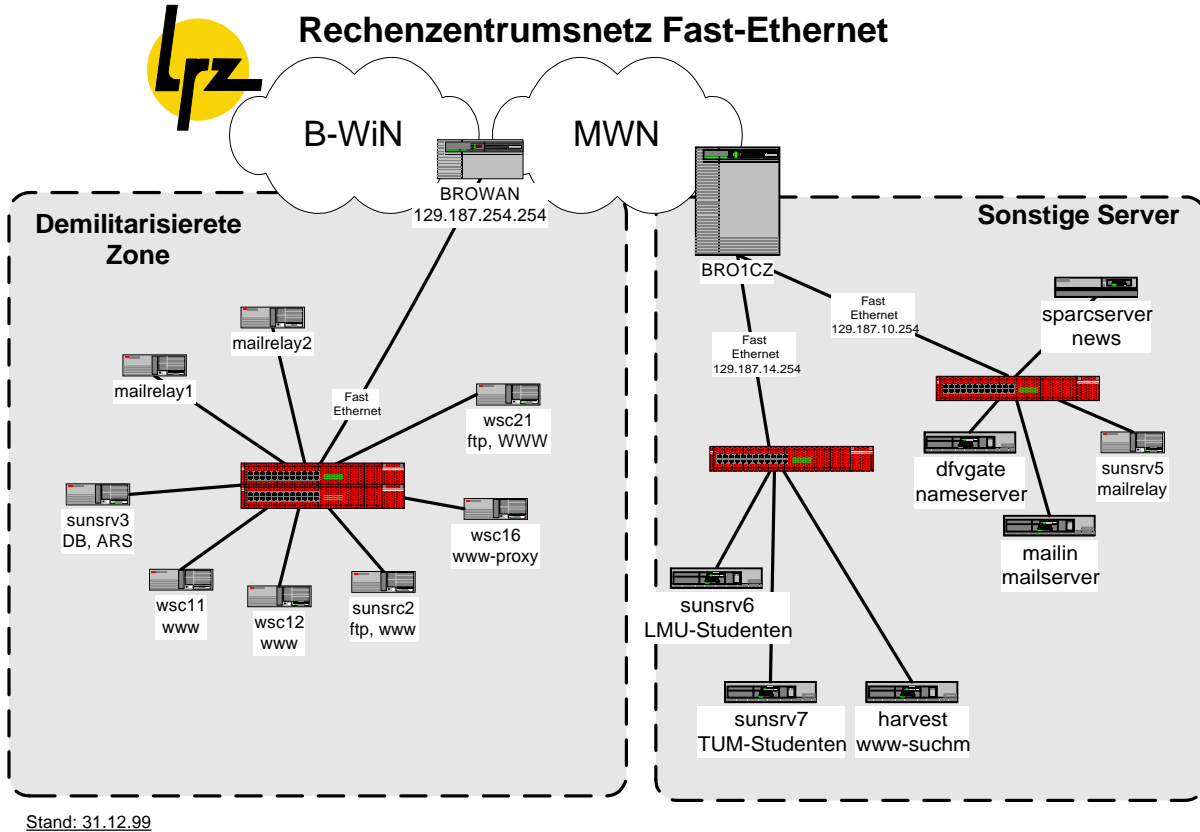 Rechenzentrumsnetz Fast-Ethernet
lrz
B-WiN
MWN
BROWAN
129.187.254.254
BRO1CZ
Demilitarisierete
Zone
mailrelay2
mailrelay1
Fast
Ethernet
wsc21
ftp, WWW
sunsrv3
DB, ARS
wsc16
www-proxy
wsc11
www
wsc12
www
sunsrc2
ftp, www
Sonstige Server
Fast
Ethernet
129.187.10.254
Fast
Ethernet
129.187.14.254
sparcserver
news
dfvgate
nameserver
sunsrv5
mailrelay
mailin
mailserver
sunsrv6
LMU-Studenten
sunsrv7
TUM-Studenten
harvest
www-suchm
Stand: 31.12.99